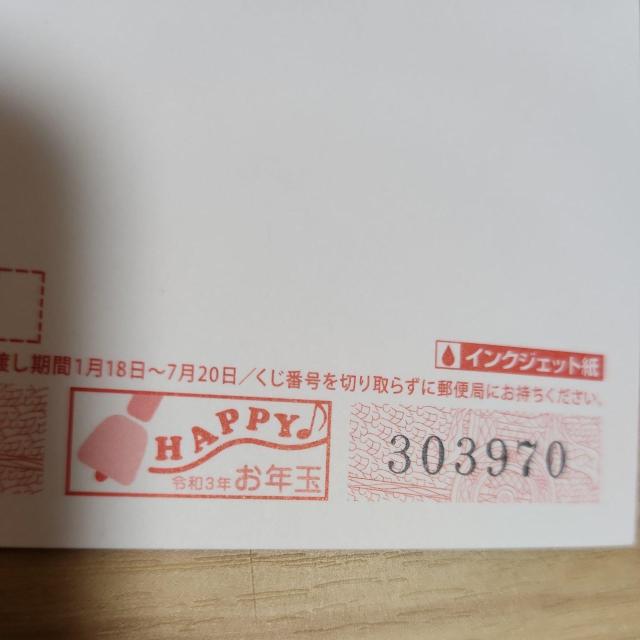 インクジェット紙
渡し期間1月18日～7月20日／くじ番号を切り取らずに郵便局にお持ちください。
HAPPY♪
令和3年 お年玉
303970